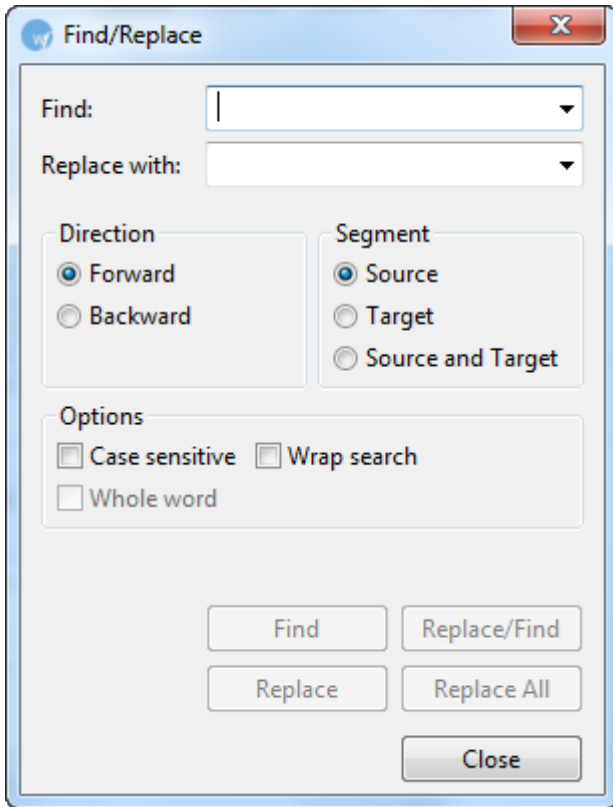 Find/Replace
Find:
Replace with:
Direction
Forward
Backward
Segment
Source
Target
Source and Target
Options
Case sensitive Wrap search
Whole word
Find Replace/Find
Replace Replace All
Close